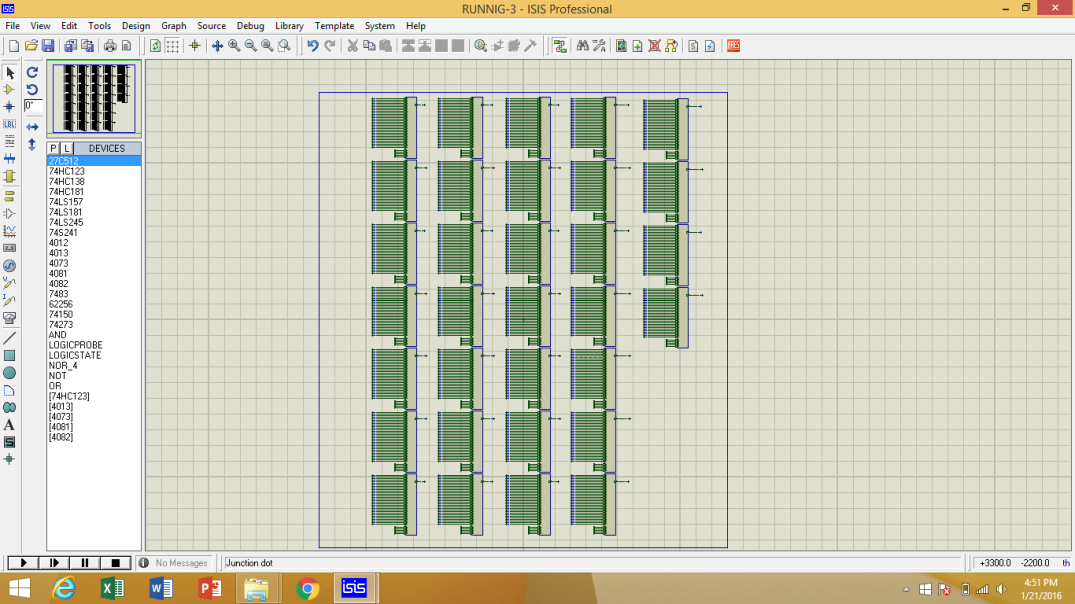 isis
RUNNIG-3 - ISIS Professional
File View Edit Tools Design Graph Source Debug Library Template System Help
0°
LBL
P L DEVICES
27C512
74HC123
74HC138
74HC181
74LS157
74LS181
74LS245
74S241
4012
4013
4073
4081
4082
7483
62256
74150
74273
AND
LOGICPROBE
LOGICSTATE
NOR_4
NOT
OR
[74HC123]
[4013]
[4073]
[4081]
[4082]
A
S
No Messages
Junction dot
+3300.0 -2200.0 th
isis
4:51 PM
1/21/2016